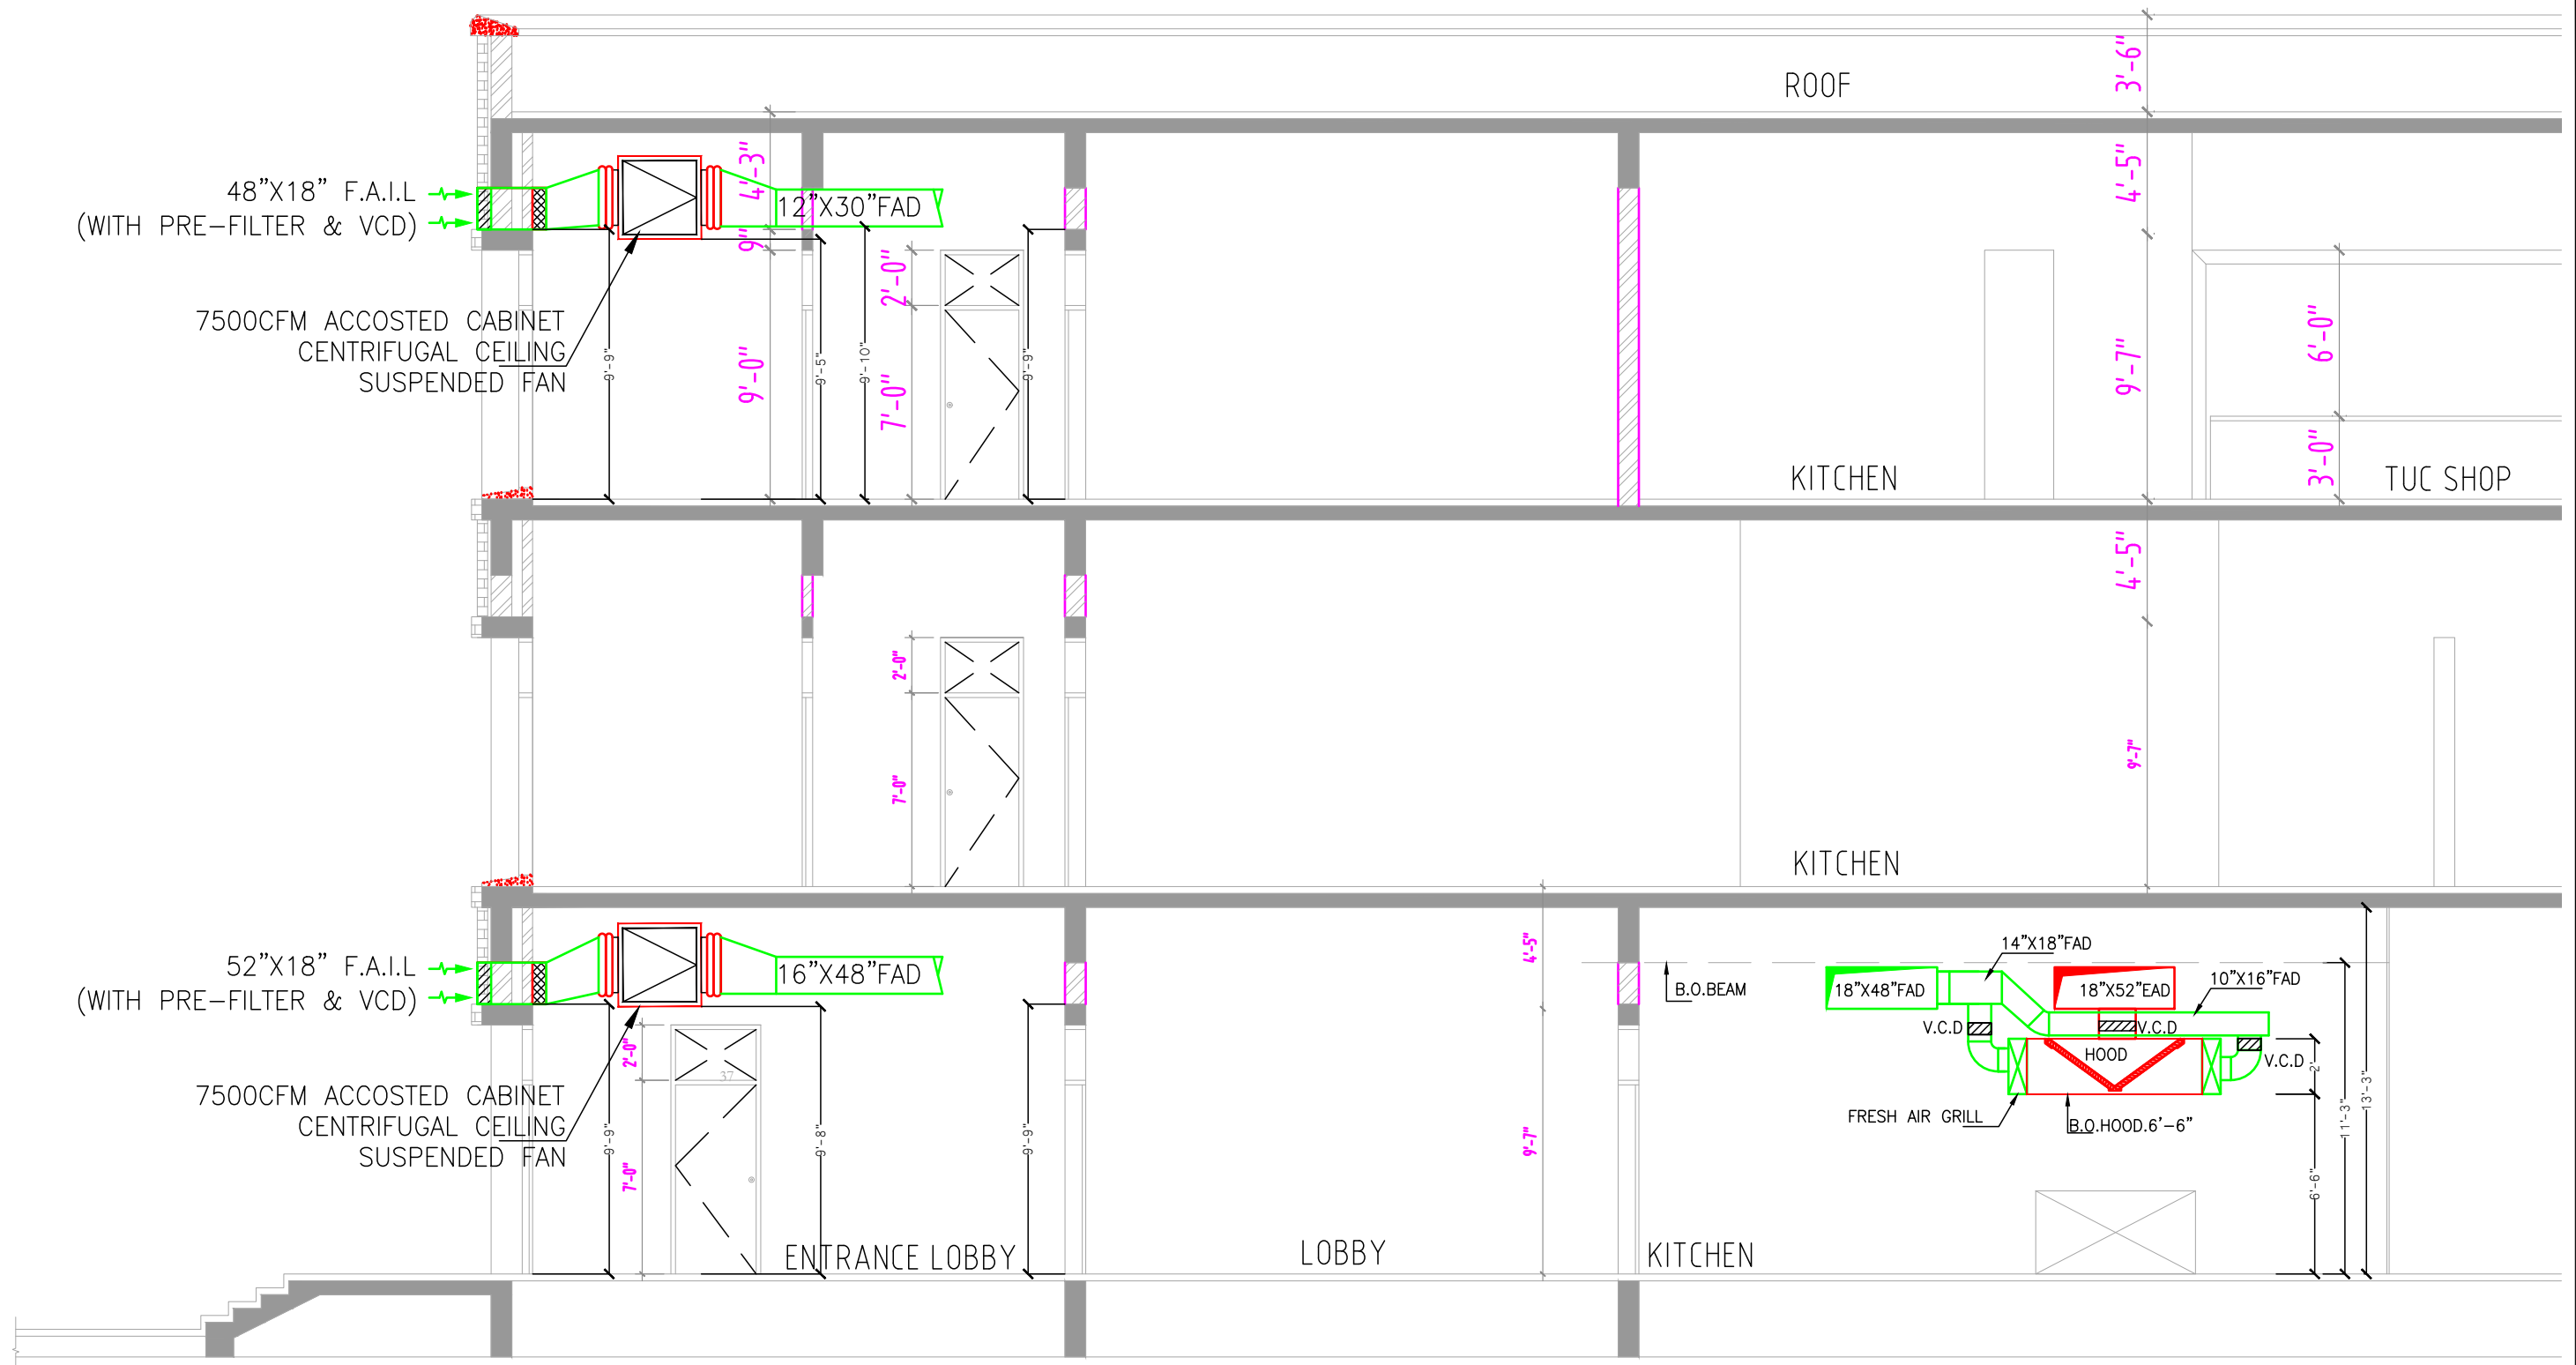 ROOF
3'-6"
48"X18" F.A.I.L
(WITH PRE-FILTER & VCD)
4'-3"
12"X30"FAD
4'-5"
9"
2'-0"
7500CFM ACCOSTED CABINET
CENTRIFUGAL CEILING
SUSPENDED FAN
9'-9"
9'-0"
9'-5"
9'-10"
7'-0"
9'-9"
9'-7"
6'-0"
3'-0"
KITCHEN
TUC SHOP
4'-5"
2'-0"
7'-0"
9'-7"
KITCHEN
52"X18" F.A.I.L
(WITH PRE-FILTER & VCD)
16"X48"FAD
4'-5"
14"X18"FAD
B.O.BEAM
18"X48"FAD
18"X52"EAD
10"X16"FAD
V.C.D
V.C.D
HOOD
V.C.D
2'
2'-0"
37
7500CFM ACCOSTED CABINET
CENTRIFUGAL CEILING
SUSPENDED FAN
9'-9"
7'-0"
9'-8"
9'-9"
9'-7"
FRESH AIR GRILL
B.O.HOOD.6'-6"
6'-6"
11'-3"
13'-3"
ENTRANCE LOBBY
LOBBY
KITCHEN